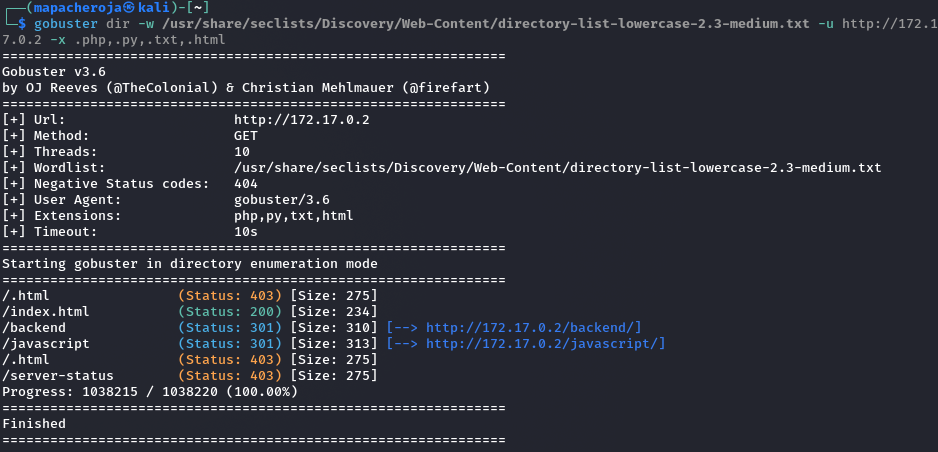 ┌──(mapacheroja㉿kali)-[~]
└─$ gobuster dir -w /usr/share/seclists/Discovery/Web-Content/directory-list-lowercase-2.3-medium.txt -u http://172.1
7.0.2 -x .php,.py,.txt,.html
===============================================================
Gobuster v3.6
by OJ Reeves (@TheColonial) & Christian Mehlmauer (@firefart)
===============================================================
[+] Url:                     http://172.17.0.2
[+] Method:                  GET
[+] Threads:                 10
[+] Wordlist:                /usr/share/seclists/Discovery/Web-Content/directory-list-lowercase-2.3-medium.txt
[+] Negative Status codes:   404
[+] User Agent:              gobuster/3.6
[+] Extensions:              php,py,txt,html
[+] Timeout:                 10s
===============================================================
Starting gobuster in directory enumeration mode
===============================================================
/.html                (Status: 403) [Size: 275]
/index.html           (Status: 200) [Size: 234]
/backend              (Status: 301) [Size: 310] [--> http://172.17.0.2/backend/]
/javascript           (Status: 301) [Size: 313] [--> http://172.17.0.2/javascript/]
/.html                (Status: 403) [Size: 275]
/server-status        (Status: 403) [Size: 275]
Progress: 1038215 / 1038220 (100.00%)
===============================================================
Finished
===============================================================